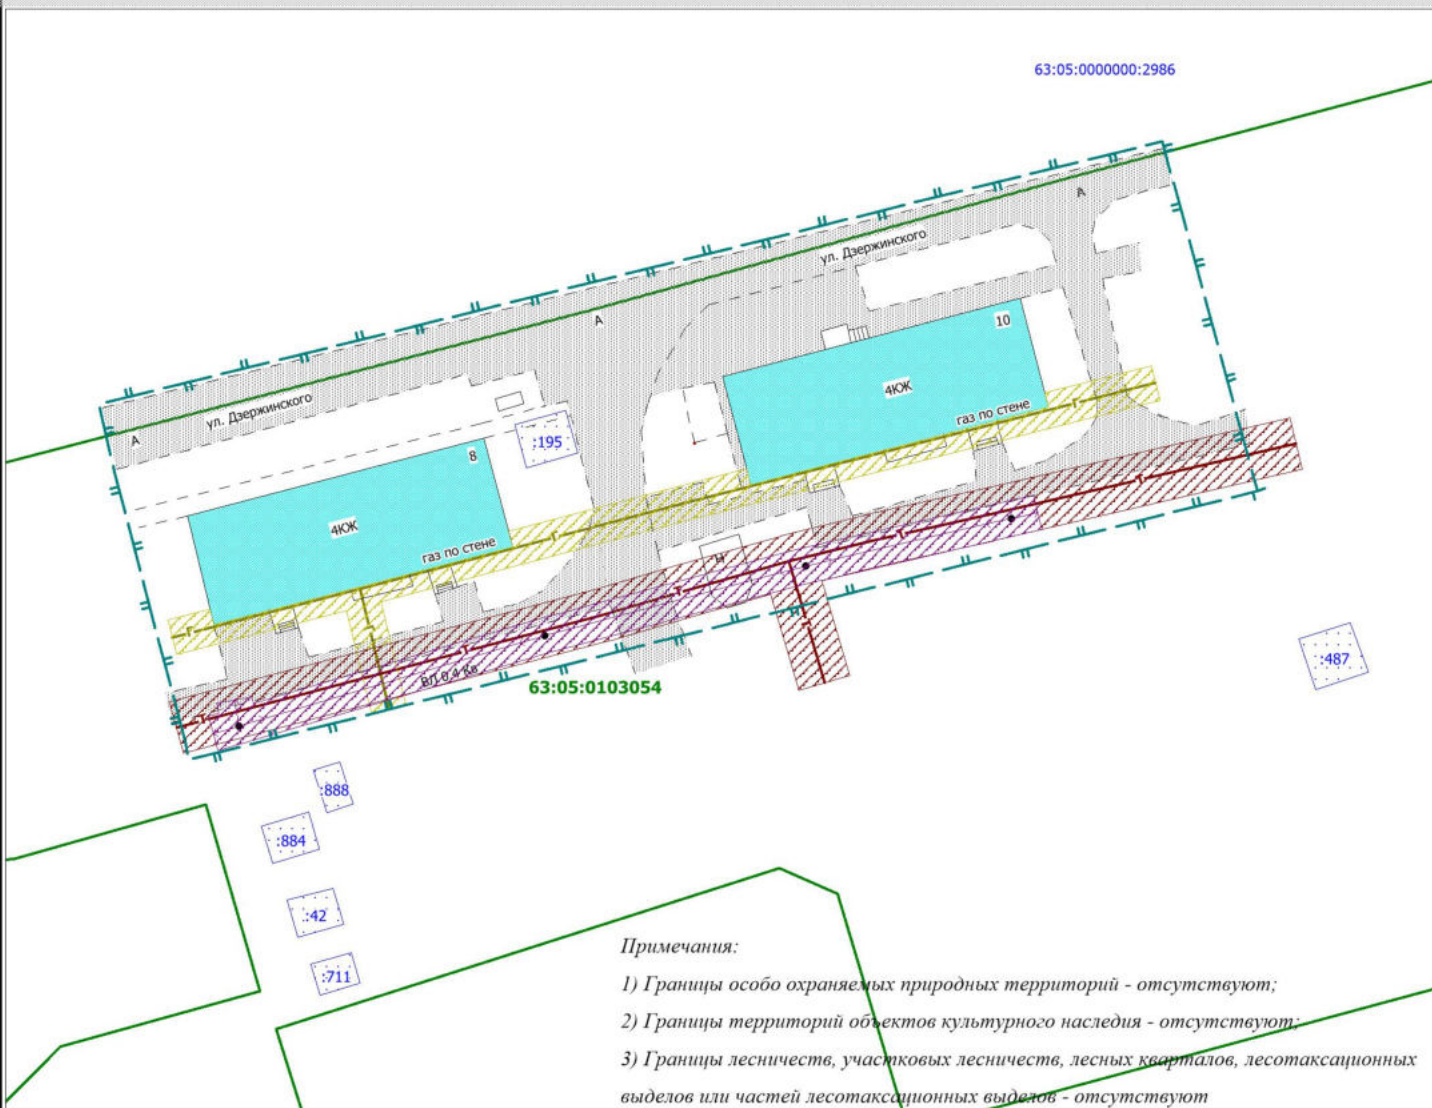 63:05:0000000:2986
А
ул. Дзержинского
10
А
4КЖ
газ по стене
Г
ул. Дзержинского
А
8
:195
4КЖ
газ по стене
Г
Г
Г
Н
Т
Т
Т
Т
Т
Т
ВЛ 0.4 Кв
63:05:0103054
:487
:888
:884
:42
:711
Примечания:
1) Границы особо охраняемых природных территорий - отсутствуют;
2) Границы территорий объектов культурного наследия - отсутствуют;
3) Границы лесничеств, участковых лесничеств, лесных кварталов, лесотаксационных
выделов или частей лесотаксационных выделов - отсутствуют